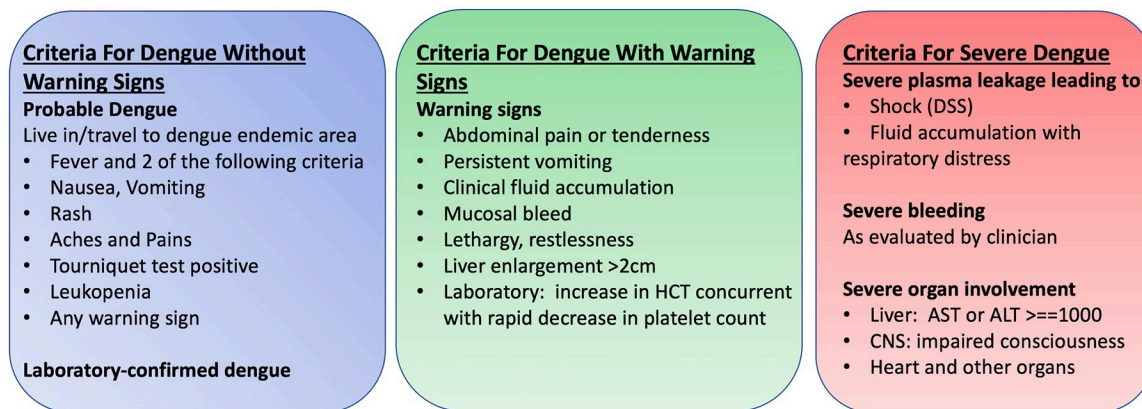 Criteria For Dengue Without
Warning Signs
Probable Dengue
Live in/travel to dengue endemic area
• Fever and 2 of the following criteria
• Nausea, Vomiting
• Rash
• Aches and Pains
• Tourniquet test positive
• Leukopenia
• Any warning sign
Laboratory-confirmed dengue
Criteria For Dengue With Warning
Signs
Warning signs
• Abdominal pain or tenderness
• Persistent vomiting
• Clinical fluid accumulation
• Mucosal bleed
• Lethargy, restlessness
• Liver enlargement >2cm
• Laboratory: increase in HCT concurrent
with rapid decrease in platelet count
Criteria For Severe Dengue
Severe plasma leakage leading to
• Shock (DSS)
• Fluid accumulation with
respiratory distress
Severe bleeding
As evaluated by clinician
Severe organ involvement
• Liver: AST or ALT >==1000
• CNS: impaired consciousness
• Heart and other organs